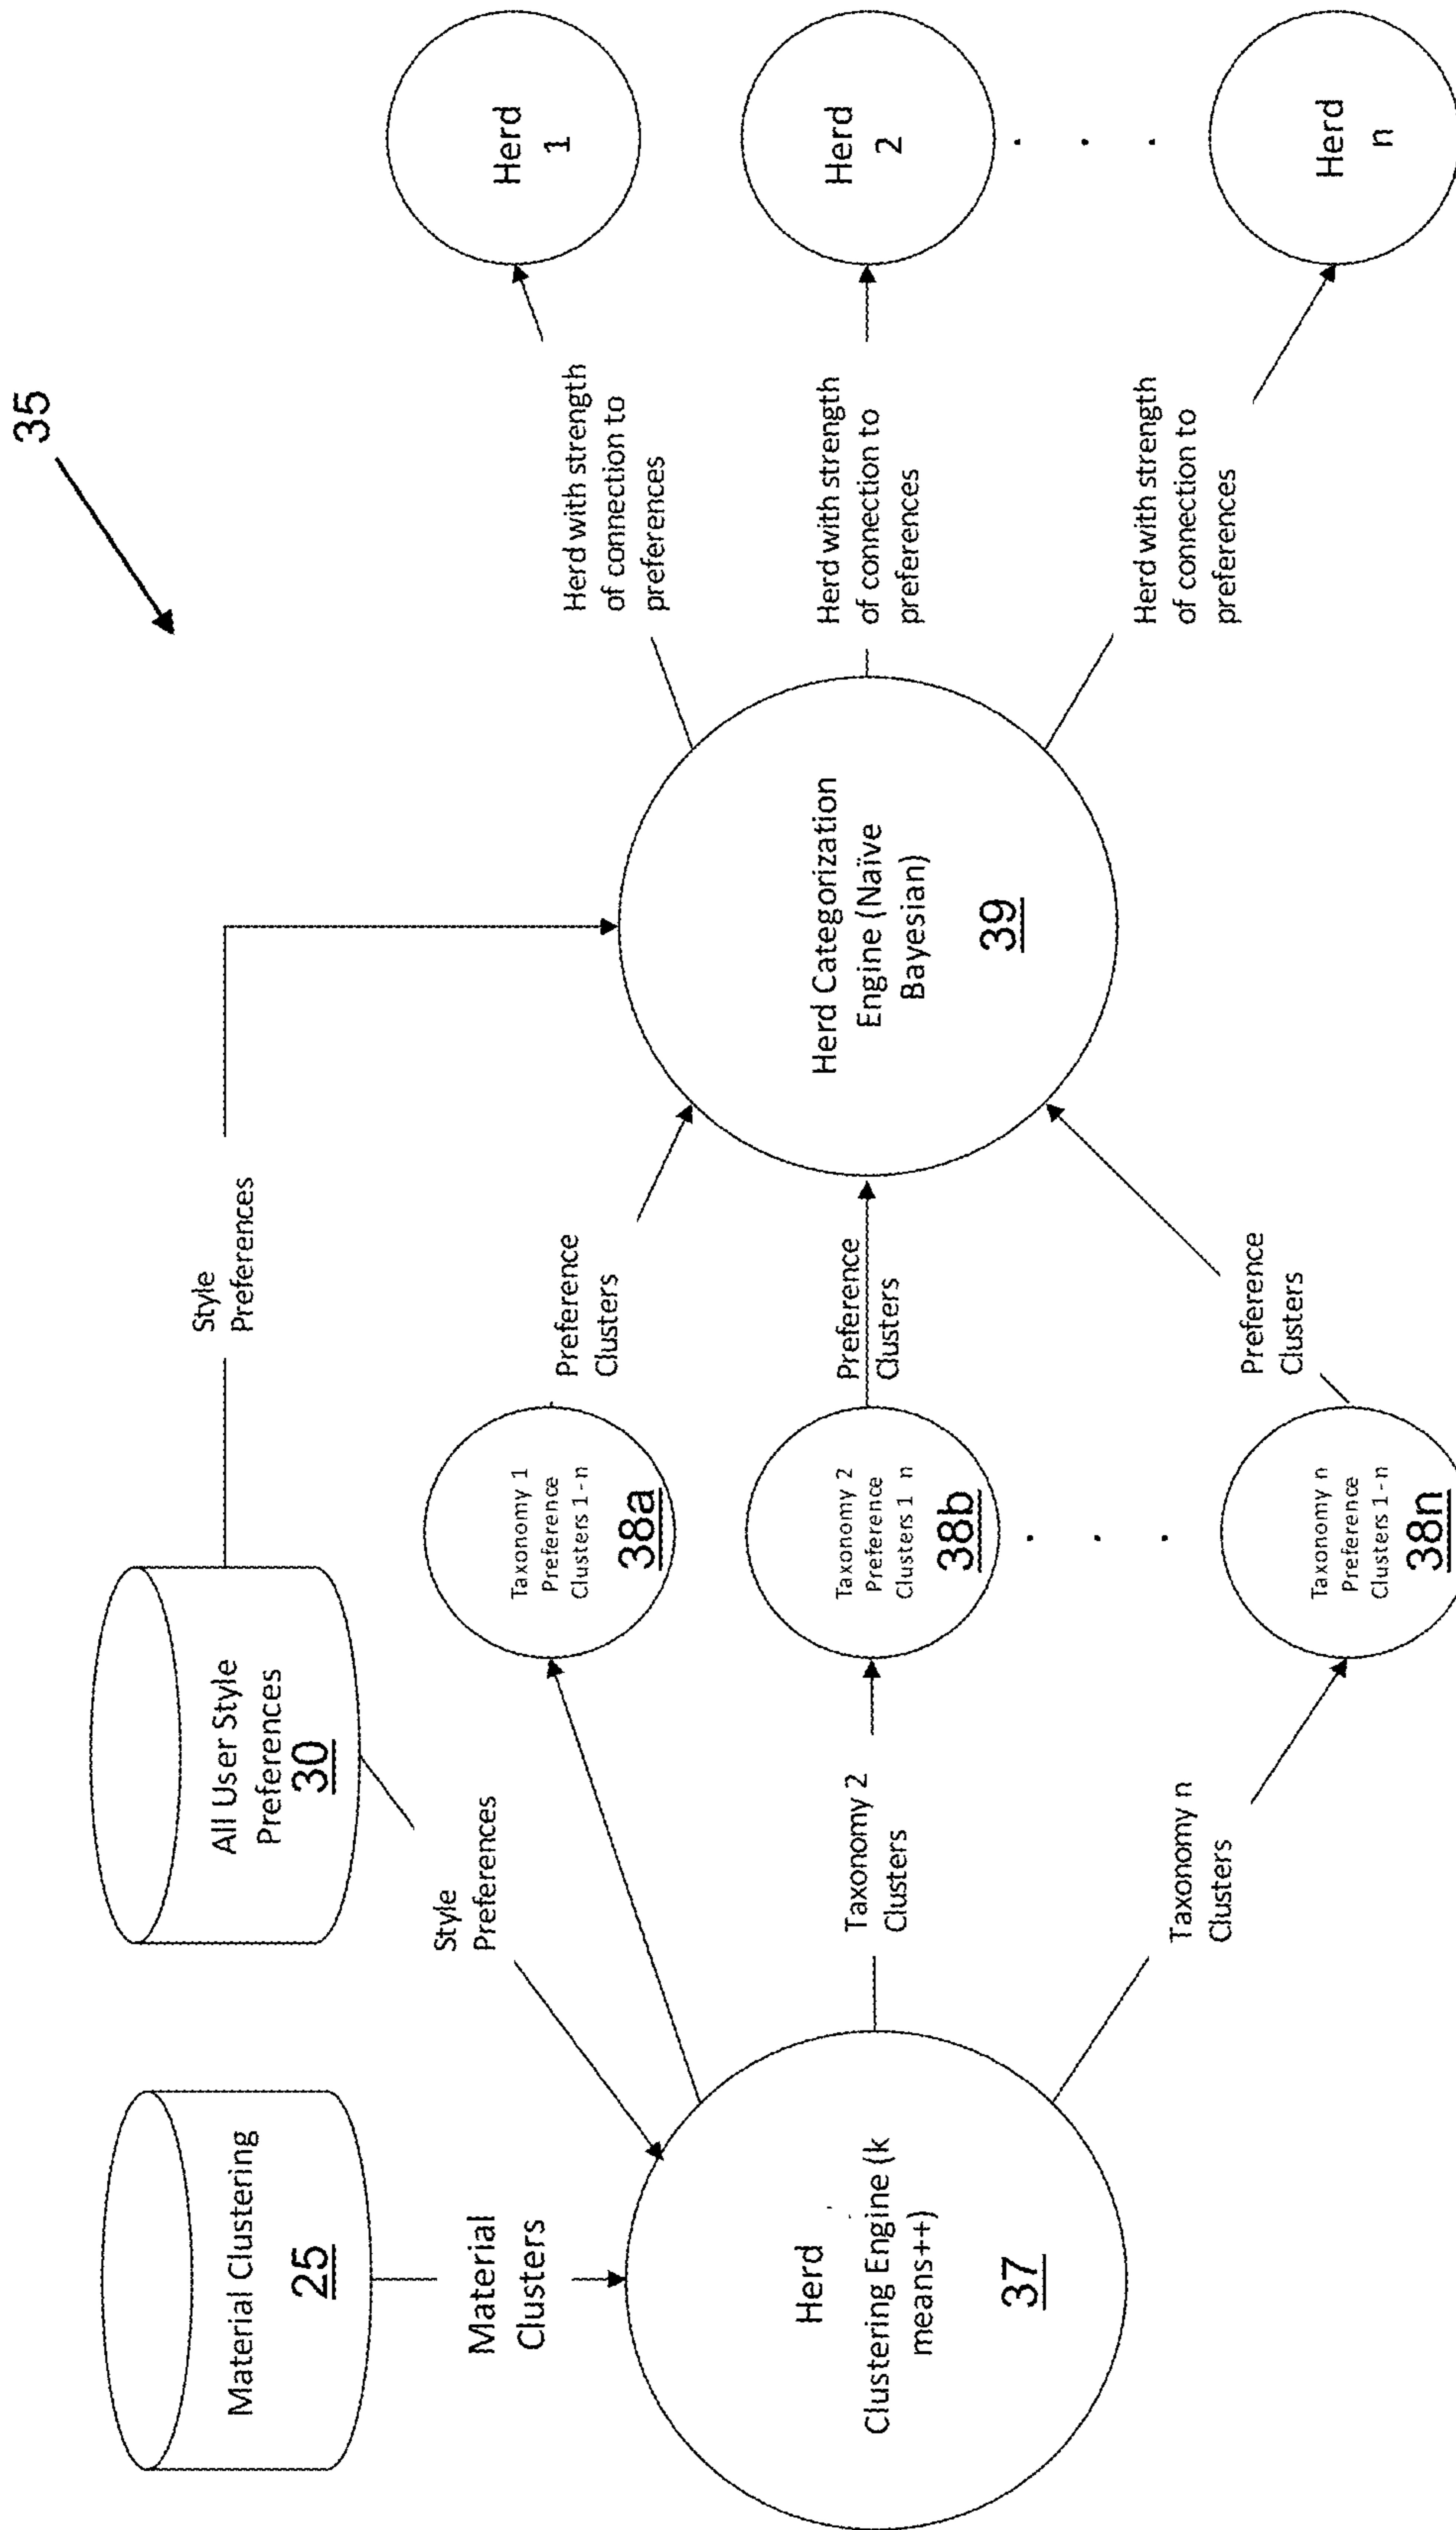 35
Material Clustering
25
All User Style
Preferences
30
Style
Preferences
Material
Clusters
Style
Preferences
Herd
Clustering Engine (k
means++)
37
Taxonomy 2
Clusters
Taxonomy n
Clusters
Taxonomy 1
Preference
Clusters 1 - n
38a
Taxonomy 2
Preference
Clusters 1 n
38b
Taxonomy n
Preference
Clusters 1 - n
38n
Preference
Clusters
Preference
Clusters
Preference
Clusters
Herd Categorization
Engine (Naïve
Bayesian)
39
Herd with strength
of connection to
preferences
Herd with strength
of connection to
preferences
Herd with strength
of connection to
preferences
Herd
1
Herd
2
Herd
n